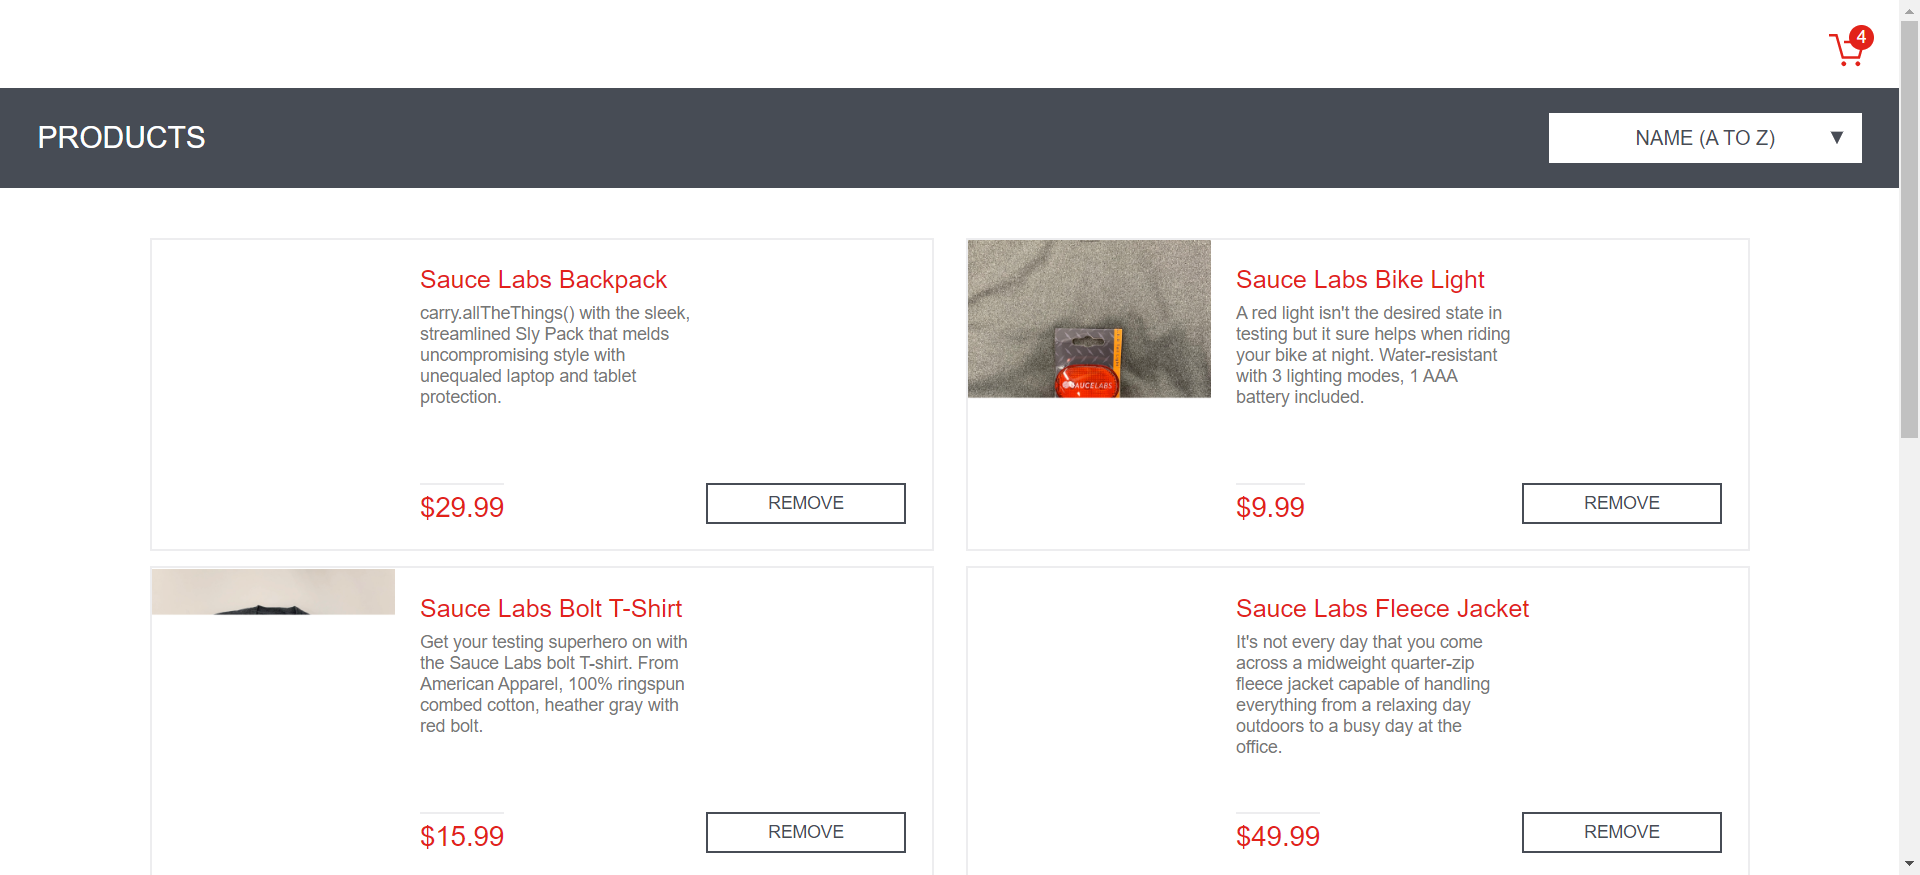 4
PRODUCTS
NAME (A TO Z) ▼
Sauce Labs Backpack
carry.allTheThings() with the sleek,
streamlined Sly Pack that melds
uncompromising style with
unequaled laptop and tablet
protection.
$29.99
REMOVE
Sauce Labs Bike Light
A red light isn't the desired state in
testing but it sure helps when riding
your bike at night. Water-resistant
with 3 lighting modes, 1 AAA
battery included.
SAUCELABS
$9.99
REMOVE
Sauce Labs Bolt T-Shirt
Get your testing superhero on with
the Sauce Labs bolt T-shirt. From
American Apparel, 100% ringspun
combed cotton, heather gray with
red bolt.
$15.99
REMOVE
Sauce Labs Fleece Jacket
It's not every day that you come
across a midweight quarter-zip
fleece jacket capable of handling
everything from a relaxing day
outdoors to a busy day at the
office.
$49.99
REMOVE